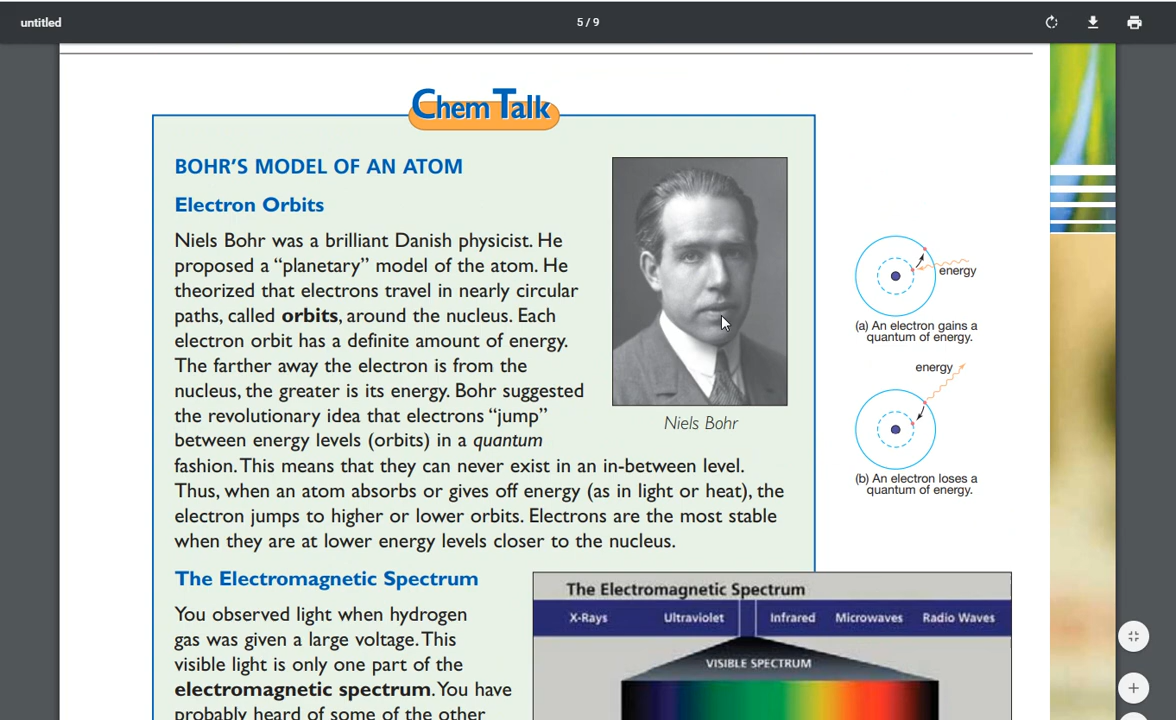 untitled
5 / 9
Chem Talk
BOHR'S MODEL OF AN ATOM
Electron Orbits
Niels Bohr was a brilliant Danish physicist. He
proposed a “planetary” model of the atom. He
theorized that electrons travel in nearly circular
paths, called orbits, around the nucleus. Each
electron orbit has a definite amount of energy.
The farther away the electron is from the
nucleus, the greater is its energy. Bohr suggested
the revolutionary idea that electrons “jump”
between energy levels (orbits) in a quantum
fashion. This means that they can never exist in an in-between level.
Thus, when an atom absorbs or gives off energy (as in light or heat), the
electron jumps to higher or lower orbits. Electrons are the most stable
when they are at lower energy levels closer to the nucleus.
Niels Bohr
energy
(a) An electron gains a
quantum of energy.
energy
(b) An electron loses a
quantum of energy.
The Electromagnetic Spectrum
You observed light when hydrogen
gas was given a large voltage. This
visible light is only one part of the
electromagnetic spectrum. You have
probably heard of some of the other
The Electromagnetic Spectrum
X-Rays Ultraviolet Infrared Microwaves Radio Waves
VISIBLE SPECTRUM